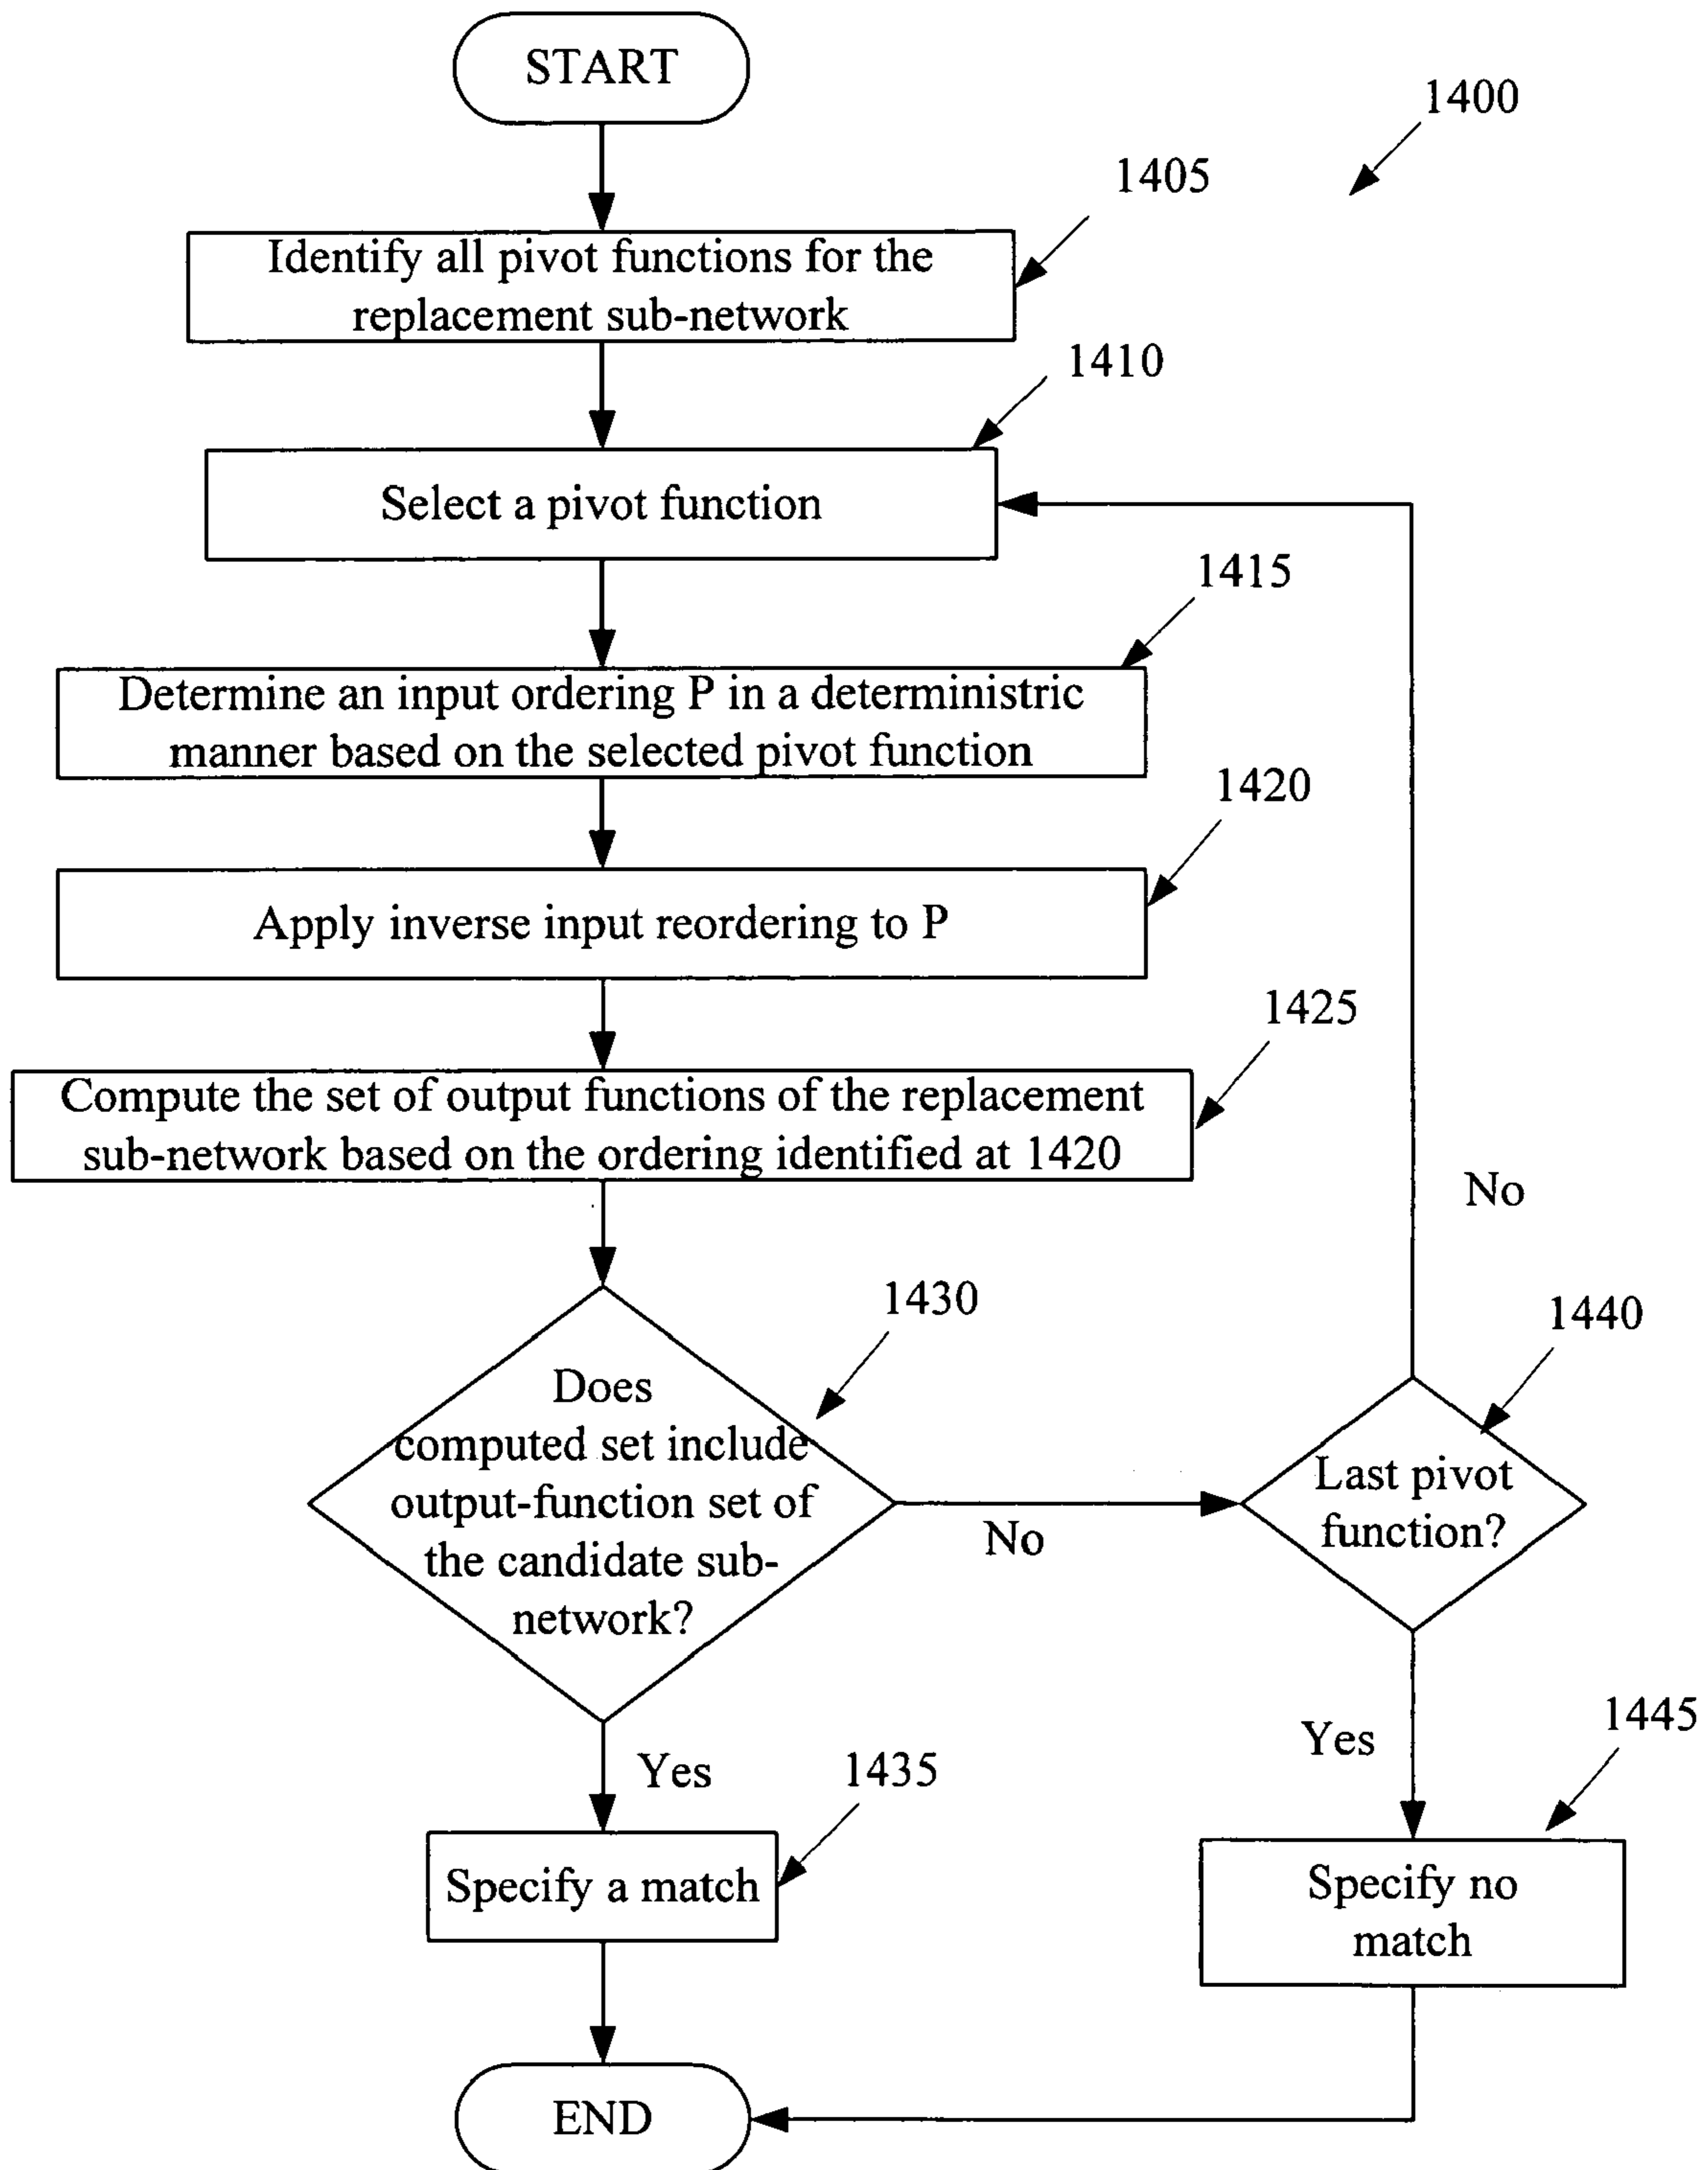 START
1400
1405
Identify all pivot functions for the
replacement sub-network
1410
Select a pivot function
1415
Determine an input ordering P in a deterministric
manner based on the selected pivot function
1420
Apply inverse input reordering to P
1425
Compute the set of output functions of the replacement
sub-network based on the ordering identified at 1420
No
1430
1440
Does
computed set include
output-function set of
the candidate sub-
network?
No
Last pivot
function?
Yes
1435
Yes
1445
Specify a match
Specify no
match
END